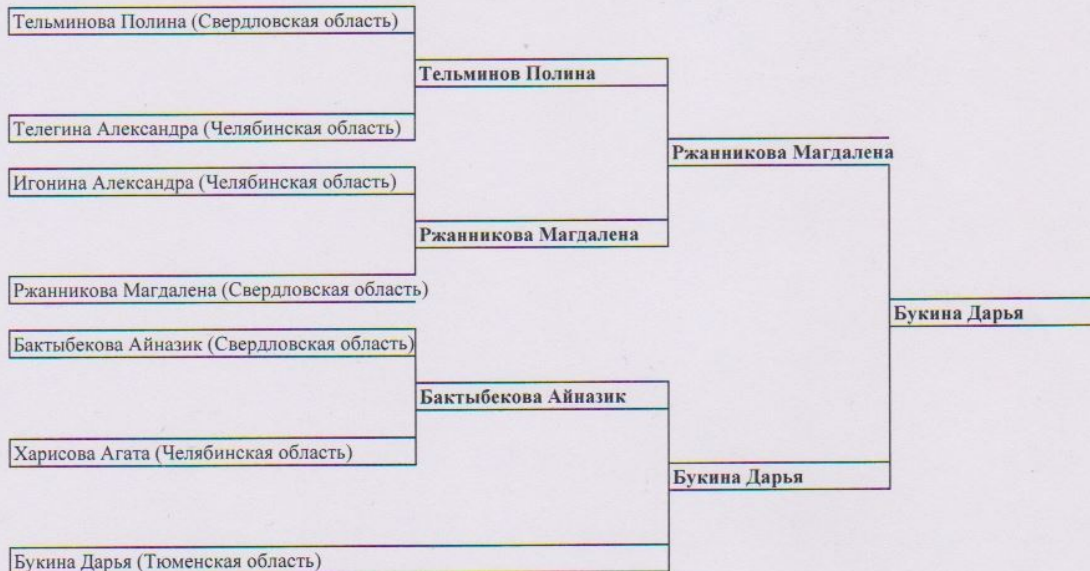 Тельминова Полина (Свердловская область)
Тельминов Полина
Телегина Александра (Челябинская область)
Ржанникова Магдалена
Игонина Александра (Челябинская область)
Ржанникова Магдалена
Ржанникова Магдалена (Свердловская область)
Букина Дарья
Бактыбекова Айназик (Свердловская область)
Бактыбекова Айназик
Харисова Агата (Челябинская область)
Букина Дарья
Букина Дарья (Тюменская область)